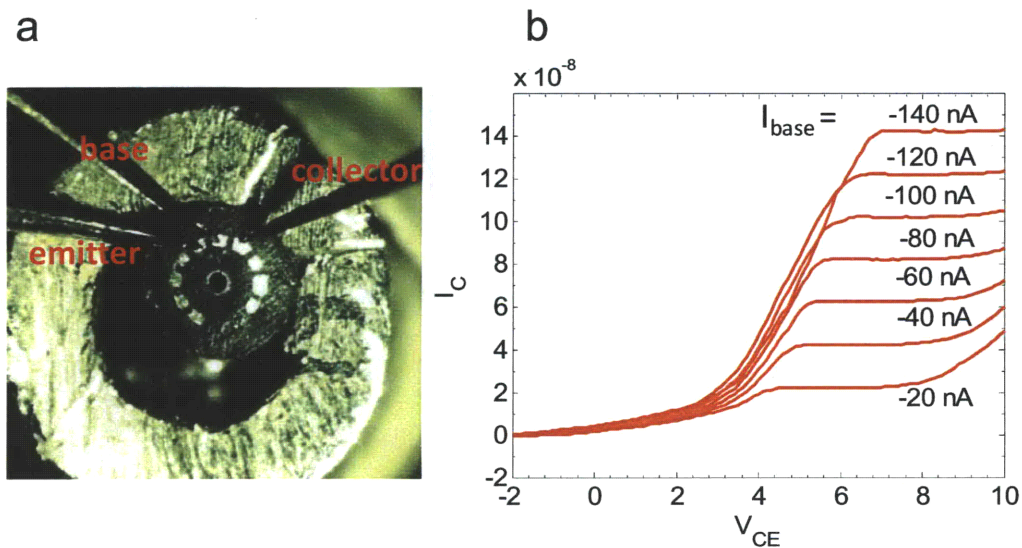 a
b
base
collector
emitter
x 10⁻⁸
I_C
14
12
10
8
6
4
2
0
-2
I_base =
-140 nA
-120 nA
-100 nA
-80 nA
-60 nA
-40 nA
-20 nA
-2
0
2
4
6
8
10
V_CE